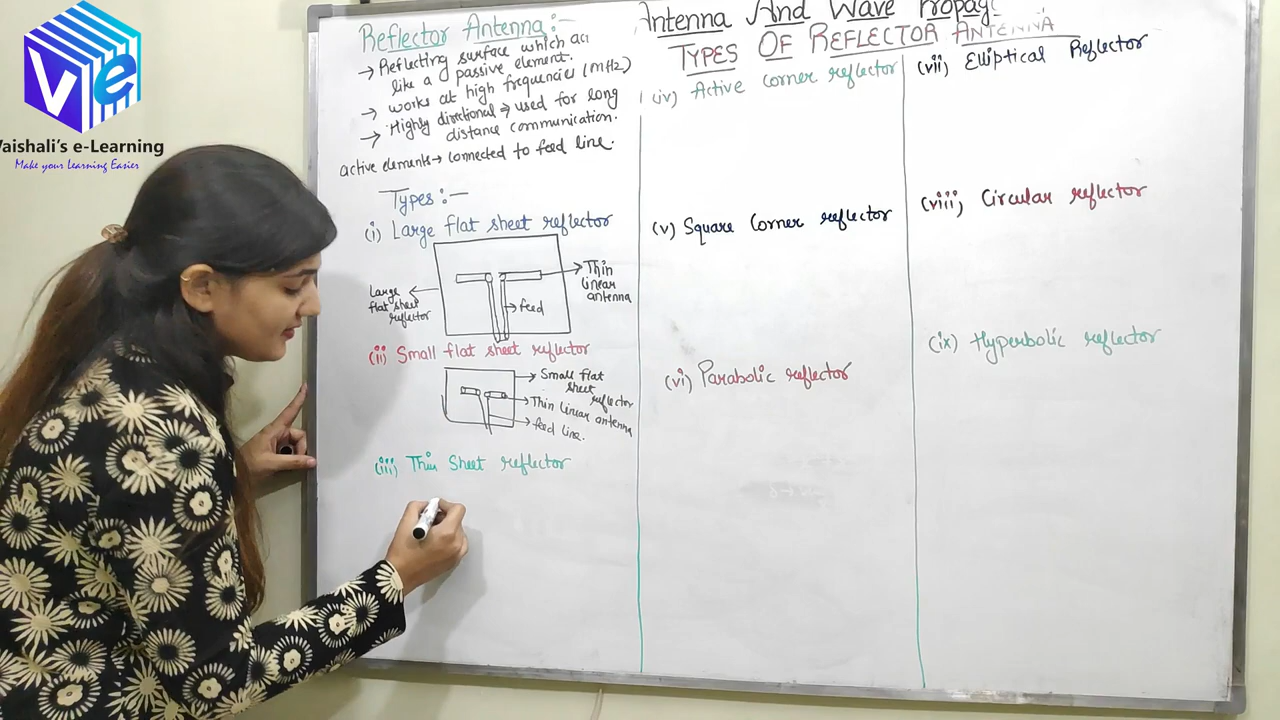 Ve
Vaishali's e-Learning
Make your Learning Easier
Antenna And Wave Propag
TYPES OF REFLECTOR ANTENNA
Reflector Antenna :-
→ Reflecting surface which act
like a passive element.
→ works at high frequencies (MHz)
→ Highly directional → used for long
distance communication.
active elements → connected to feed line.
Types :-
(i) Large flat sheet reflector
Large
flat sheet
reflector
Thin
linear
antenna
feed
(ii) Small flat sheet reflector
Small flat
sheet
reflector
Thin linear antenna
feed line.
(iii) Thin Sheet reflector
(iv) Active corner reflector
(v) Square Corner reflector
(vi) Parabolic reflector
(vii) Elliptical Reflector
(viii) Circular reflector
(ix) Hyperbolic reflector